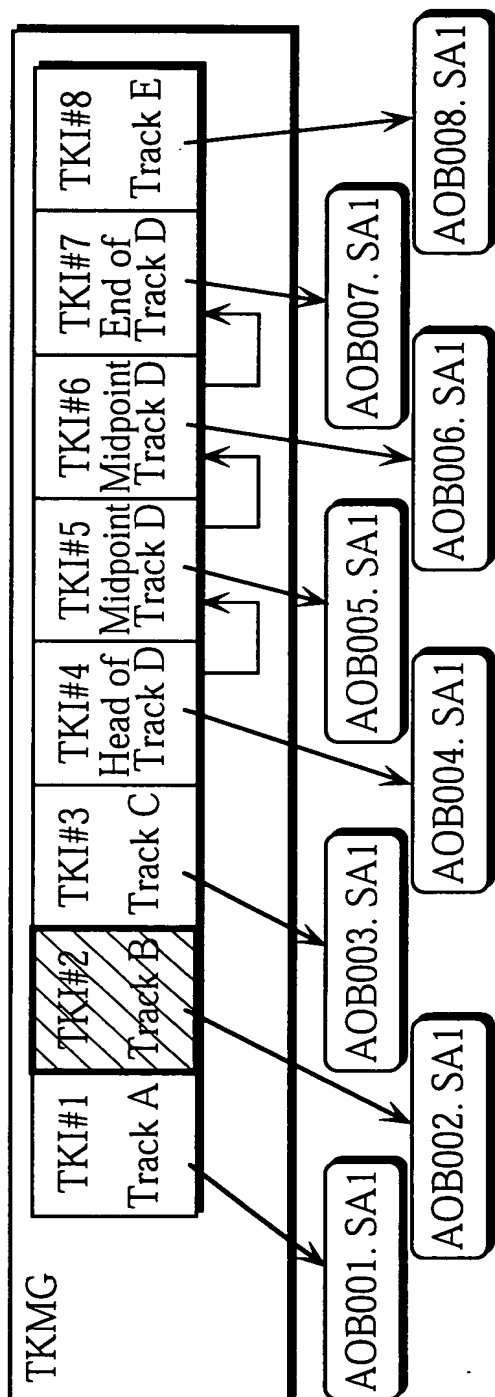 TKMG
TKI#1
Track A
TKI#2
Track B
TKI#3
Track C
TKI#4
Head of
Track D
TKI#5
Midpoint
Track D
TKI#6
Midpoint
Track D
TKI#7
End of
Track D
TKI#8
Track E
AOB001. SA1
AOB002. SA1
AOB003. SA1
AOB004. SA1
AOB005. SA1
AOB006. SA1
AOB007. SA1
AOB008. SA1